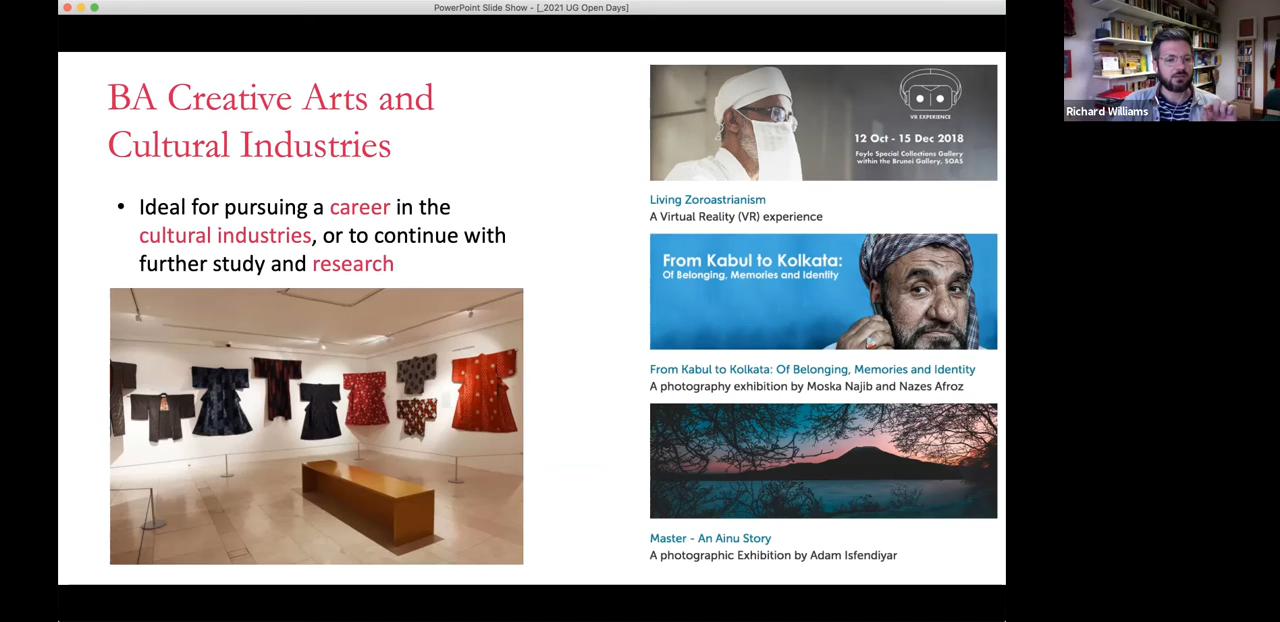 PowerPoint Slide Show - [_2021 UG Open Days]
BA Creative Arts and
Cultural Industries
• Ideal for pursuing a career in the
cultural industries, or to continue with
further study and research
VR EXPERIENCE
12 Oct - 15 Dec 2018
Foyle Special Collections Gallery
within the Brunei Gallery, SOAS
Living Zoroastrianism
A Virtual Reality (VR) experience
From Kabul to Kolkata:
Of Belonging, Memories and Identity
From Kabul to Kolkata: Of Belonging, Memories and Identity
A photography exhibition by Moska Najib and Nazes Afroz
Master - An Ainu Story
A photographic Exhibition by Adam Isfendiyar
Richard Williams